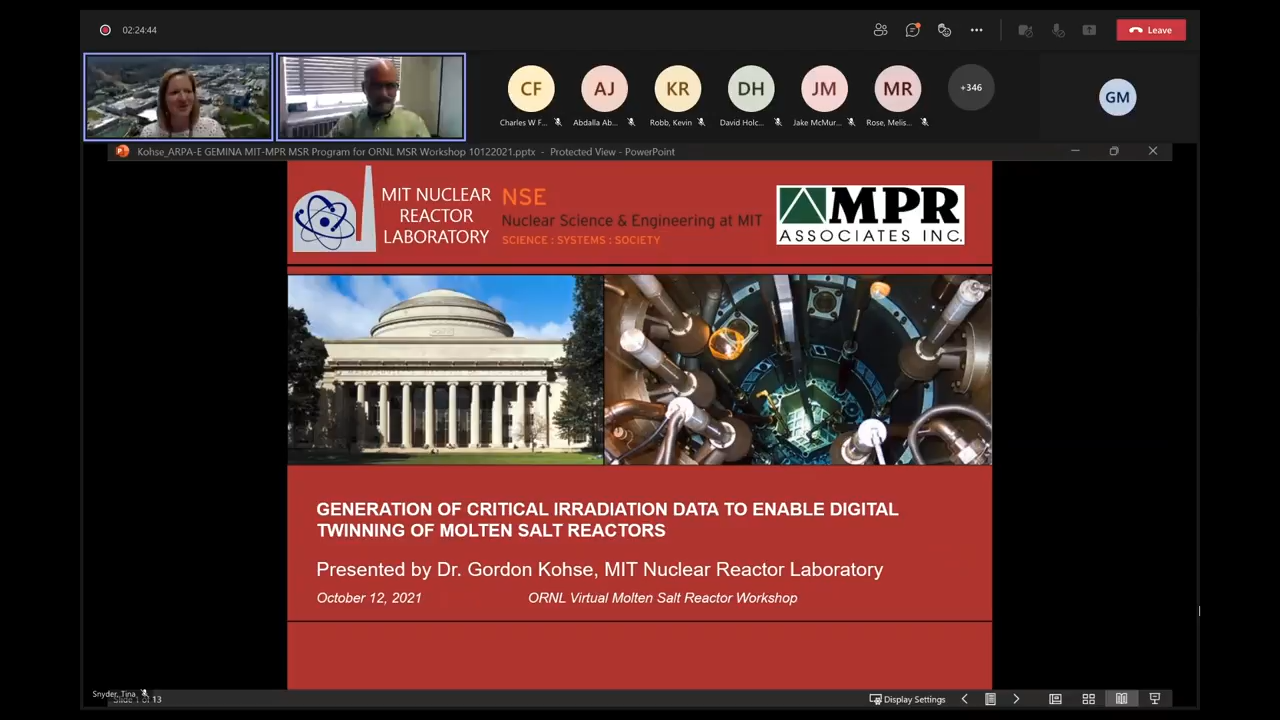 02:24:44
Leave
CF
AJ
KR
DH
JM
MR
+346
GM
Charles W F...
Abdalla Ab...
Robb, Kevin
David Holc...
Jake McMur...
Rose, Melis...
Kohse_ARPA-E GEMINA MIT-MPR MSR Program for ORNL MSR Workshop 10122021.pptx - Protected View - PowerPoint
MIT NUCLEAR
REACTOR
LABORATORY
NSE
Nuclear Science & Engineering at MIT
SCIENCE : SYSTEMS : SOCIETY
MPR
ASSOCIATES INC.
GENERATION OF CRITICAL IRRADIATION DATA TO ENABLE DIGITAL
TWINNING OF MOLTEN SALT REACTORS
Presented by Dr. Gordon Kohse, MIT Nuclear Reactor Laboratory
October 12, 2021 ORNL Virtual Molten Salt Reactor Workshop
Snyder, Tina
Slide 1 of 13
Display Settings